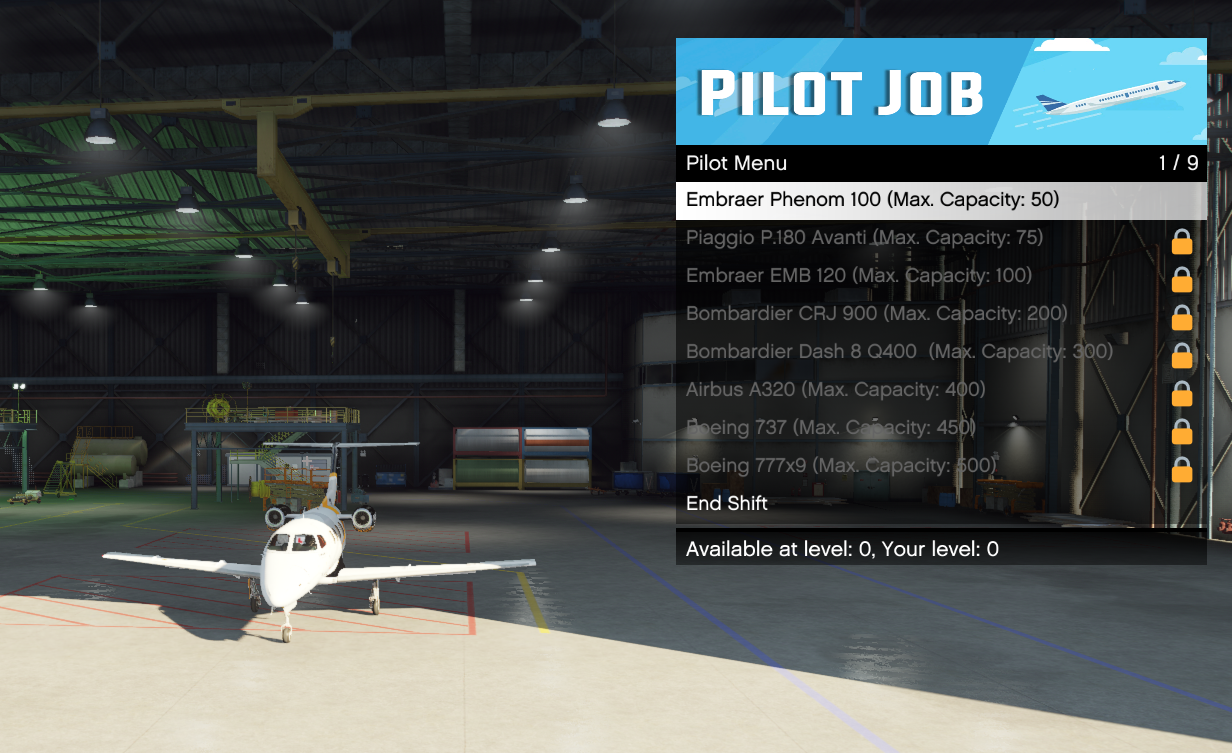 PILOT JOB
Pilot Menu 1 / 9
Embraer Phenom 100 (Max. Capacity: 50)
Piaggio P.180 Avanti (Max. Capacity: 75)
Embraer EMB 120 (Max. Capacity: 100)
Bombardier CRJ 900 (Max. Capacity: 200)
Bombardier Dash 8 Q400 (Max. Capacity: 300)
Airbus A320 (Max. Capacity: 400)
Boeing 737 (Max. Capacity: 450)
Boeing 777x9 (Max. Capacity: 500)
End Shift
Available at level: 0, Your level: 0